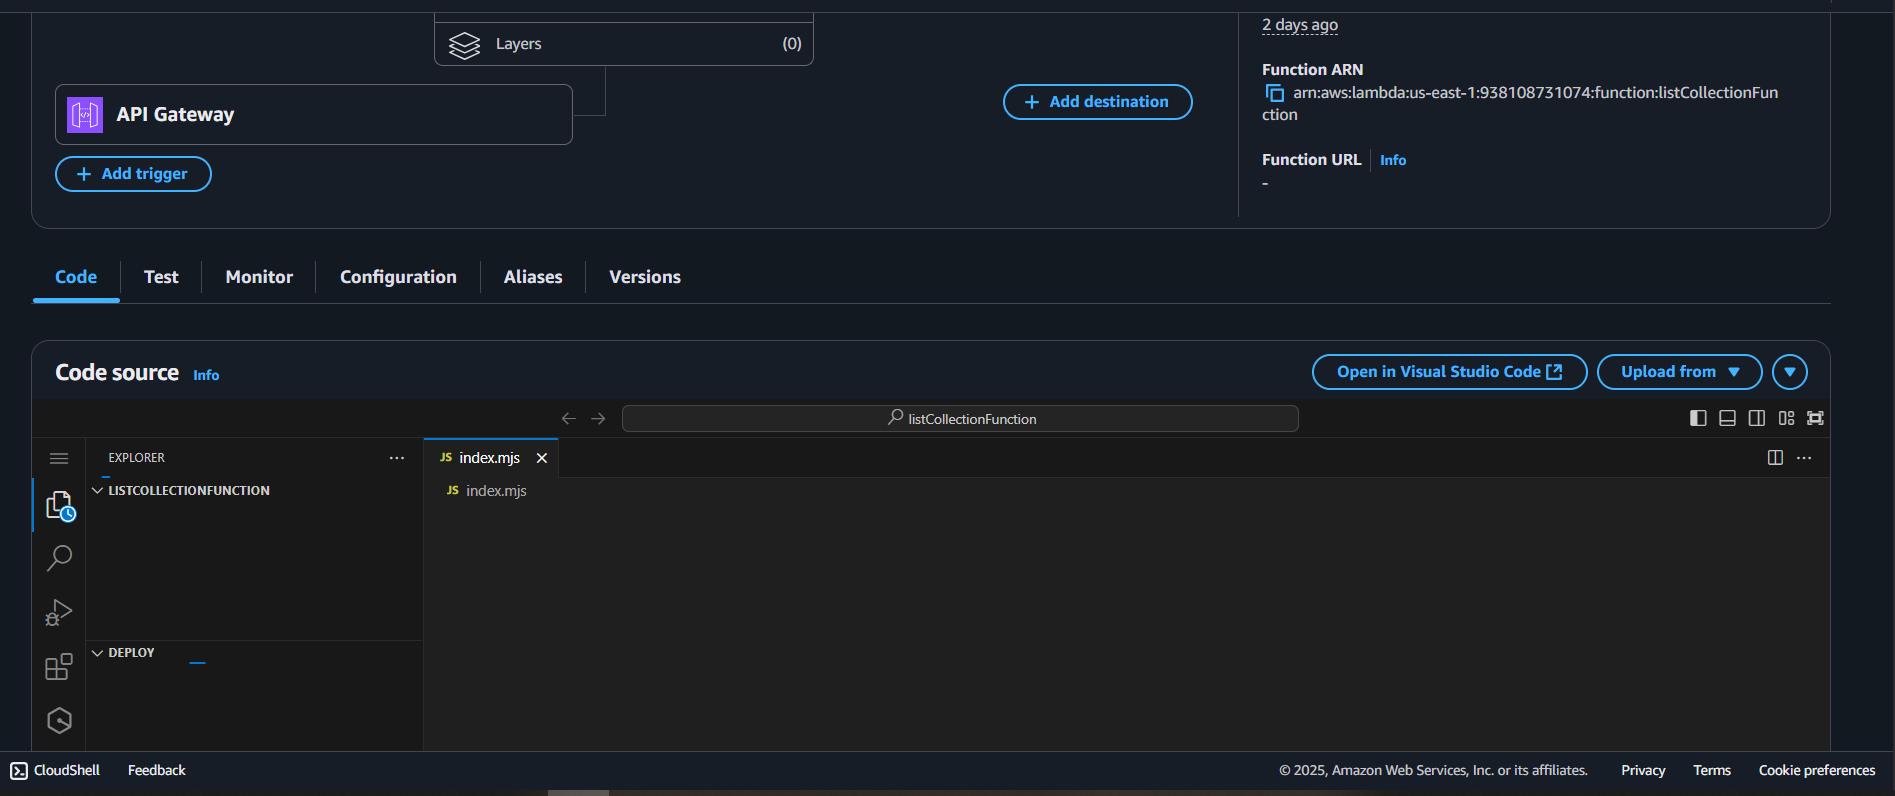 Layers (0)
2 days ago
Function ARN
arn:aws:lambda:us-east-1:938108731074:function:listCollectionFun
ction
API Gateway
+ Add destination
Function URL Info
-
+ Add trigger
Code Test Monitor Configuration Aliases Versions
Code source Info
Open in Visual Studio Code
Upload from
listCollectionFunction
EXPLORER
JS index.mjs
LISTCOLLECTIONFUNCTION
JS index.mjs
DEPLOY
CloudShell Feedback
© 2025, Amazon Web Services, Inc. or its affiliates. Privacy Terms Cookie preferences